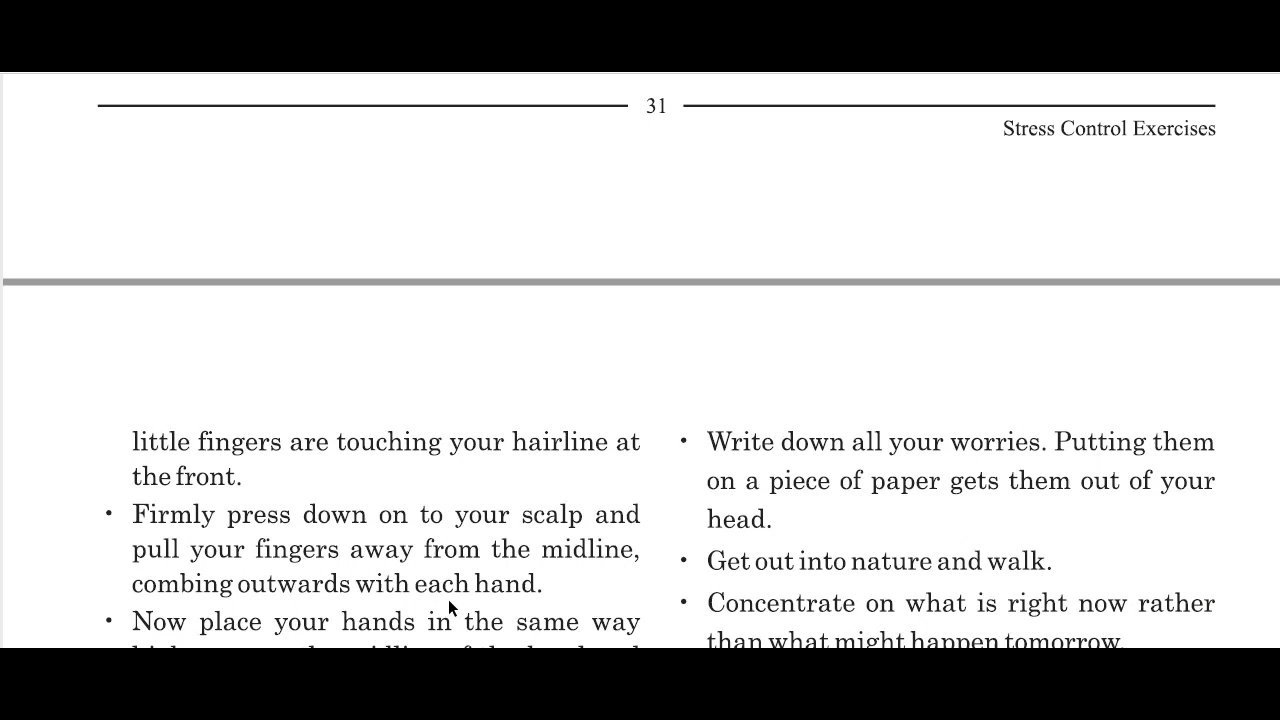 31
Stress Control Exercises
little fingers are touching your hairline at
the front.
• Firmly press down on to your scalp and
pull your fingers away from the midline,
combing outwards with each hand.
• Now place your hands in the same way
• Write down all your worries. Putting them
on a piece of paper gets them out of your
head.
• Get out into nature and walk.
• Concentrate on what is right now rather
than what might happen tomorrow.